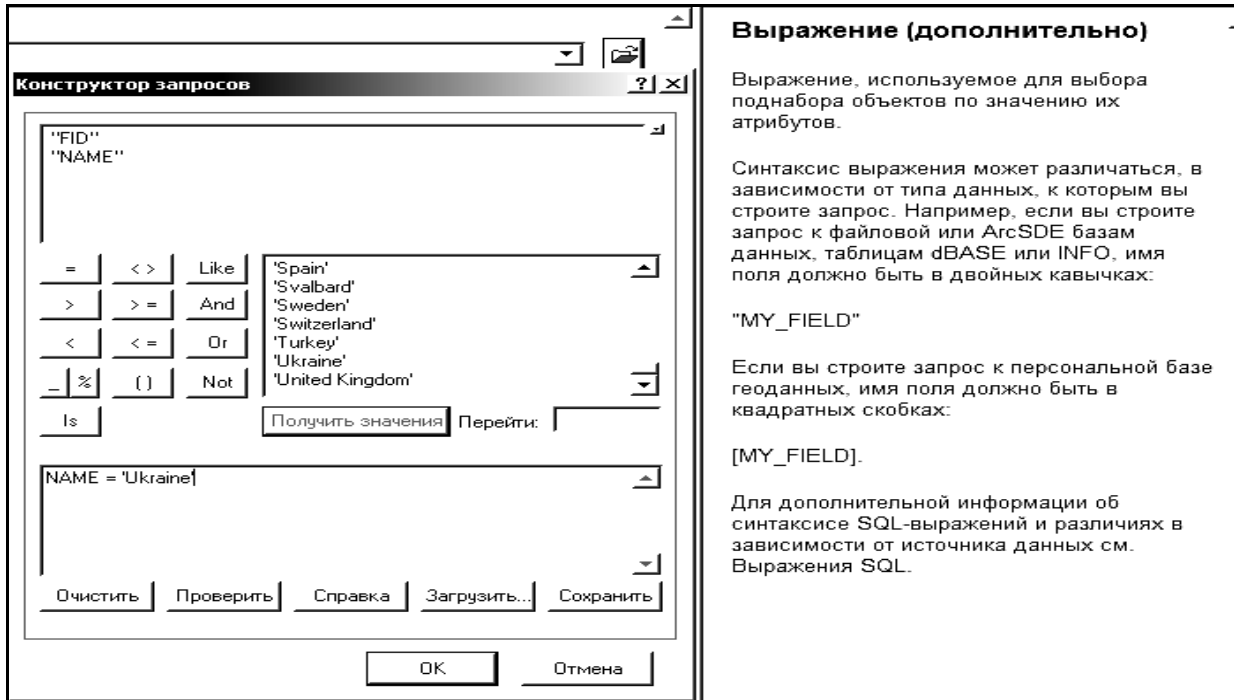 Конструктор запросов
"FID"
"NAME"
= < > Like
> > = And
< < = Or
_ % ( ) Not
Is
'Spain'
'Svalbard'
'Sweden'
'Switzerland'
'Turkey'
'Ukraine'
'United Kingdom'
Получить значения Перейти:
NAME = 'Ukraine'
Очистить Проверить Справка Загрузить... Сохранить
OK Отмена
Выражение (дополнительно)
Выражение, используемое для выбора
поднабора объектов по значению их
атрибутов.
Синтаксис выражения может различаться, в
зависимости от типа данных, к которым вы
строите запрос. Например, если вы строите
запрос к файловой или ArcSDE базам
данных, таблицам dBASE или INFO, имя
поля должно быть в двойных кавычках:
"MY_FIELD"
Если вы строите запрос к персональной базе
геоданных, имя поля должно быть в
квадратных скобках:
[MY_FIELD].
Для дополнительной информации об
синтаксисе SQL-выражений и различиях в
зависимости от источника данных см.
Выражения SQL.